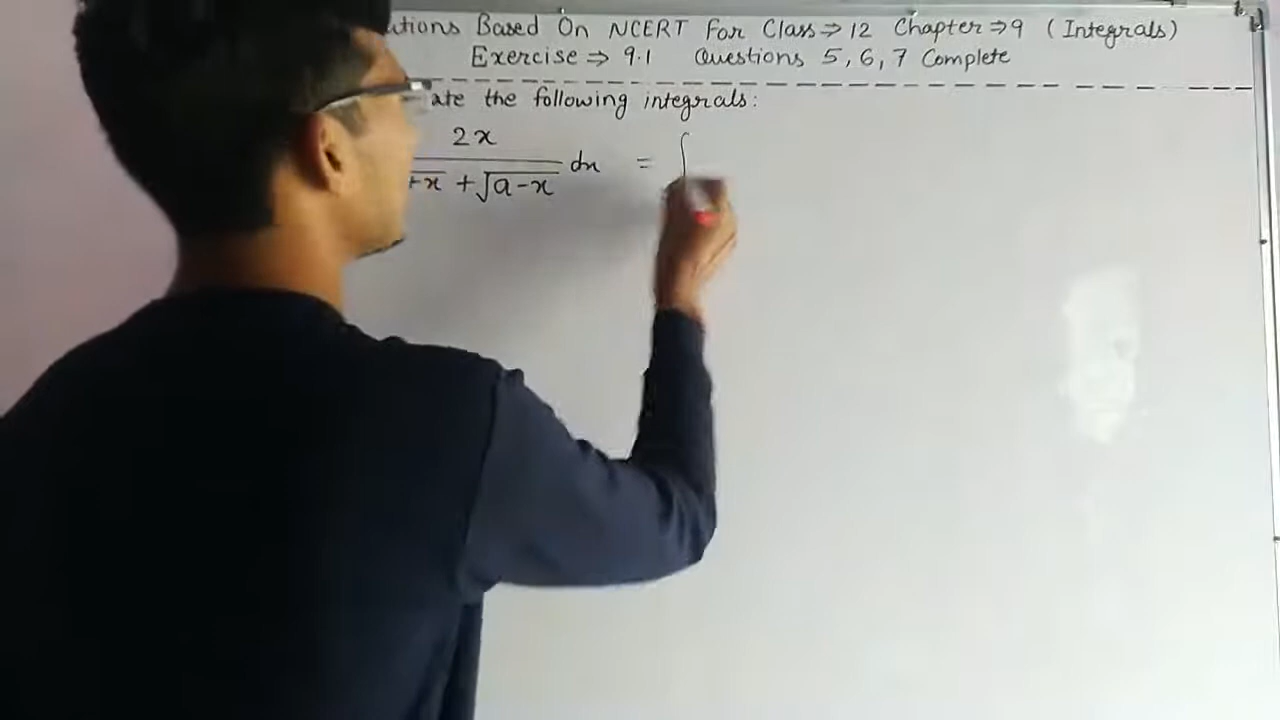 Based On NCERT For Class⇒12 Chapter⇒9 (Integrals)
Exercise ⇒ 9.1 Questions 5, 6, 7 Complete
the following integrals:
2x
+x + √a-x dx = ∫